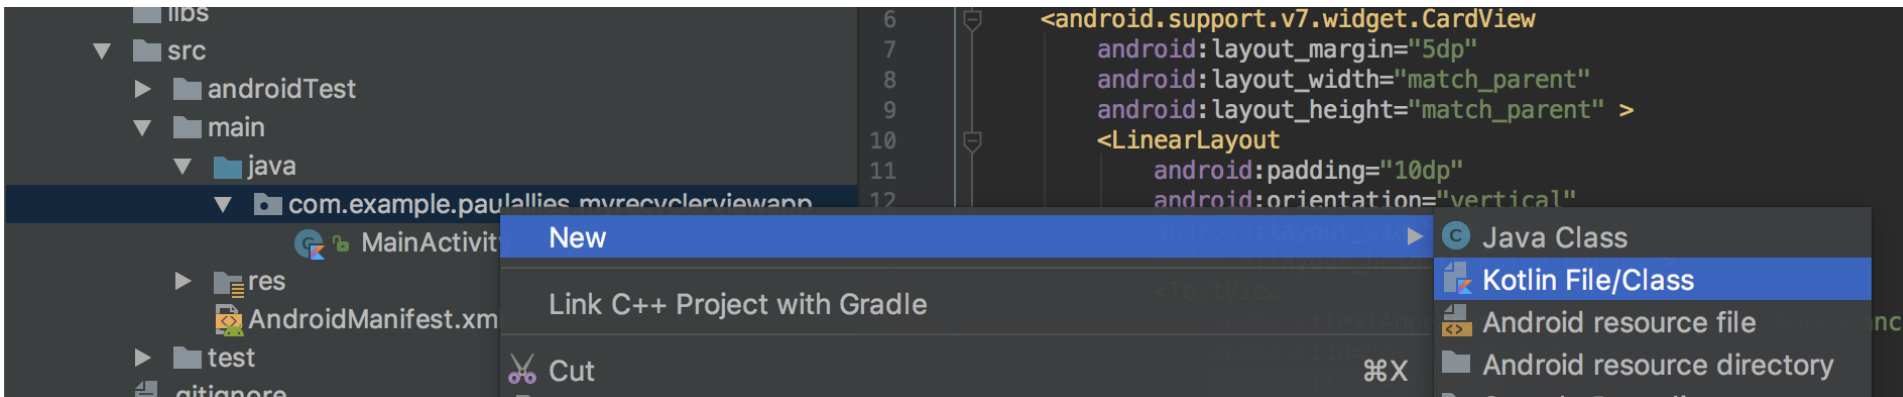 libs
src
androidTest
main
java
com.example.paulallies.myrecyclerviewapp
MainActivity
res
AndroidManifest.xm
test
.gitignore
6 <android.support.v7.widget.CardView
7 android:layout_margin="5dp"
8 android:layout_width="match_parent"
9 android:layout_height="match_parent" >
10 <LinearLayout
11 android:padding="10dp"
12 android:orientation="vertical"
<TextView
New
Link C++ Project with Gradle
Cut ⌘X
Java Class
Kotlin File/Class
Android resource file
Android resource directory